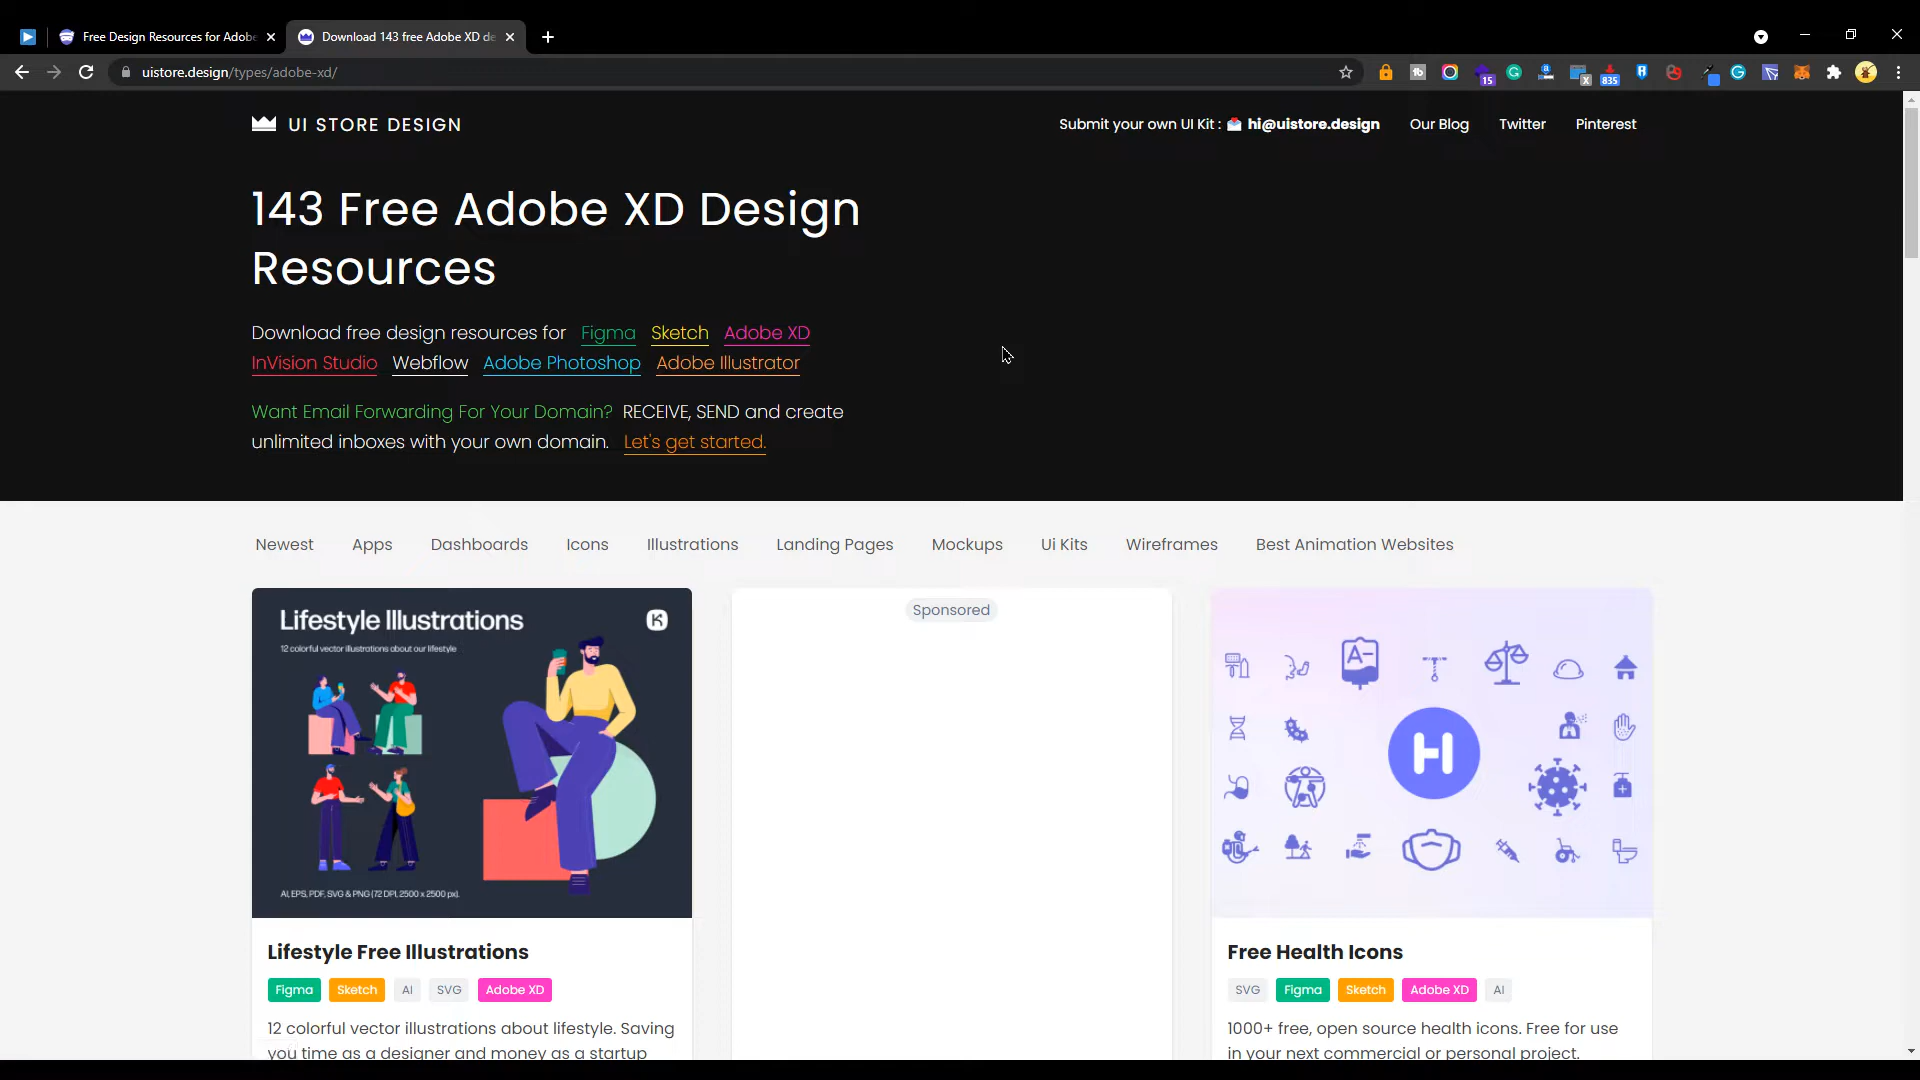 Free Design Resources for Adobe
Download 143 free Adobe XD de
uistore.design/types/adobe-xd/
15
835
UI STORE DESIGN
Submit your own UI Kit : hi@uistore.design
Our Blog
Twitter
Pinterest
143 Free Adobe XD Design
Resources
Download free design resources for Figma Sketch Adobe XD
InVision Studio Webflow Adobe Photoshop Adobe Illustrator
Want Email Forwarding For Your Domain? RECEIVE, SEND and create
unlimited inboxes with your own domain. Let's get started.
Newest
Apps
Dashboards
Icons
Illustrations
Landing Pages
Mockups
Ui Kits
Wireframes
Best Animation Websites
Lifestyle Illustrations
12 colorful vector illustrations about our lifestyle
AI, EPS, PDF, SVG & PNG (72 DPI, 2500 x 2500 px).
Lifestyle Free Illustrations
Figma Sketch AI SVG Adobe XD
12 colorful vector illustrations about lifestyle. Saving
you time as a designer and money as a startup
Sponsored
A-
H
Free Health Icons
SVG Figma Sketch Adobe XD AI
1000+ free, open source health icons. Free for use
in your next commercial or personal project.